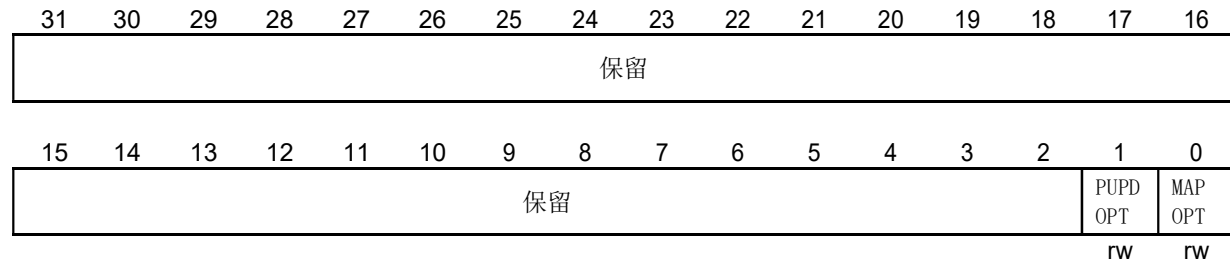 31 30 29 28 27 26 25 24 23 22 21 20 19 18 17 16
保留
15 14 13 12 11 10 9 8 7 6 5 4 3 2 1 0
保留
PUPD MAP
OPT OPT
rw rw